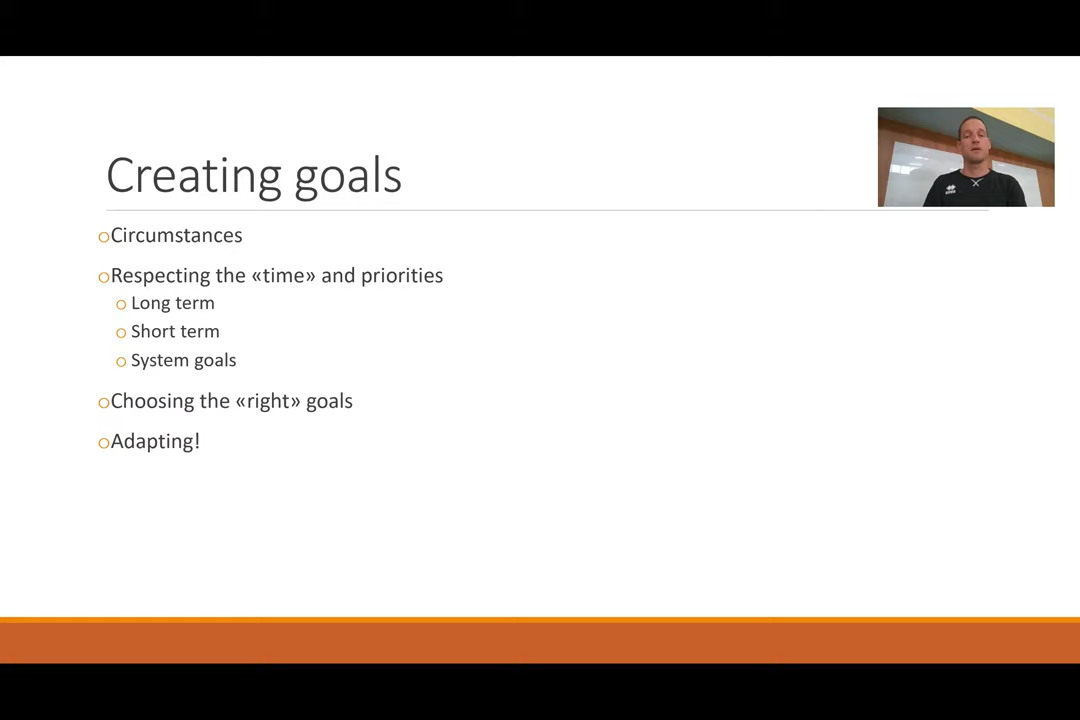 Creating goals
Circumstances
Respecting the «time» and priorities
Long term
Short term
System goals
Choosing the «right» goals
Adapting!